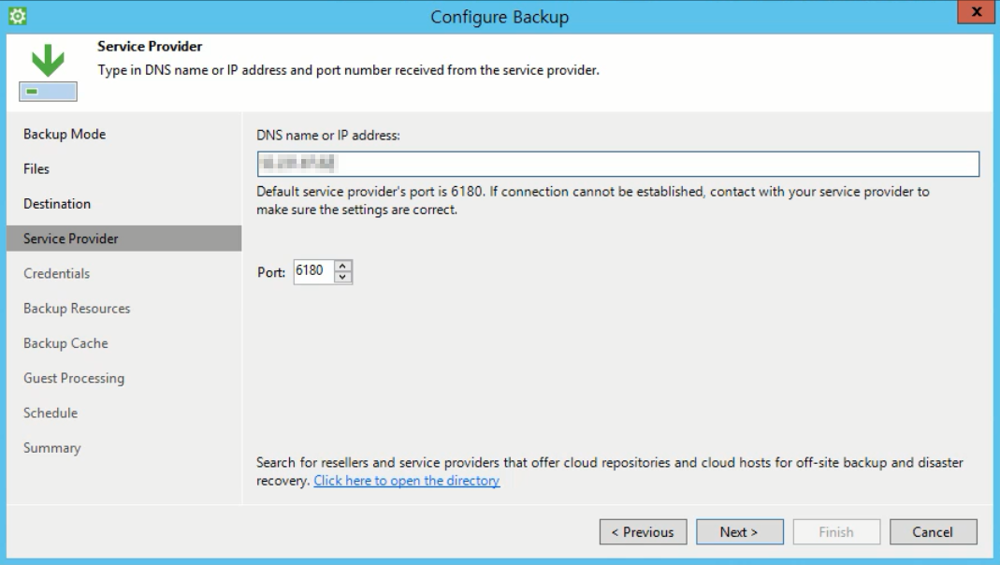 Configure Backup
x
Service Provider
Type in DNS name or IP address and port number received from the service provider.
Backup Mode
Files
Destination
Service Provider
Credentials
Backup Resources
Backup Cache
Guest Processing
Schedule
Summary
DNS name or IP address:
Default service provider's port is 6180. If connection cannot be established, contact with your service provider to
make sure the settings are correct.
Port: 6180
Search for resellers and service providers that offer cloud repositories and cloud hosts for off-site backup and disaster
recovery. Click here to open the directory
< Previous Next > Finish Cancel